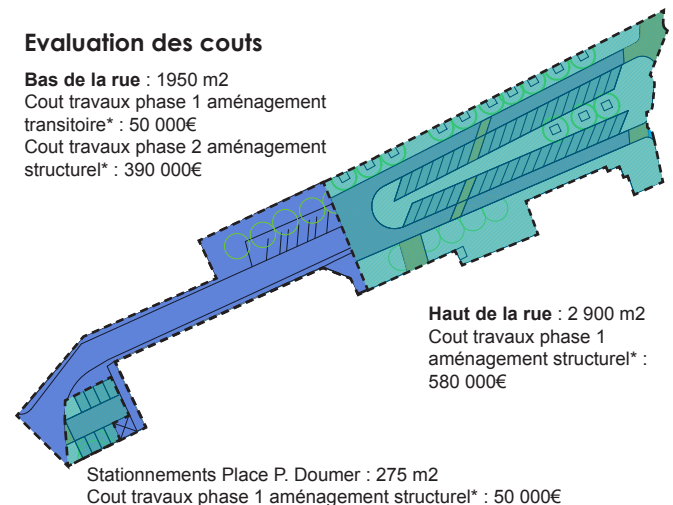 Evaluation des couts
Bas de la rue : 1950 m2
Cout travaux phase 1 aménagement
transitoire* : 50 000€
Cout travaux phase 2 aménagement
structurel* : 390 000€
Haut de la rue : 2 900 m2
Cout travaux phase 1
aménagement structurel* :
580 000€
Stationnements Place P. Doumer : 275 m2
Cout travaux phase 1 aménagement structurel* : 50 000€